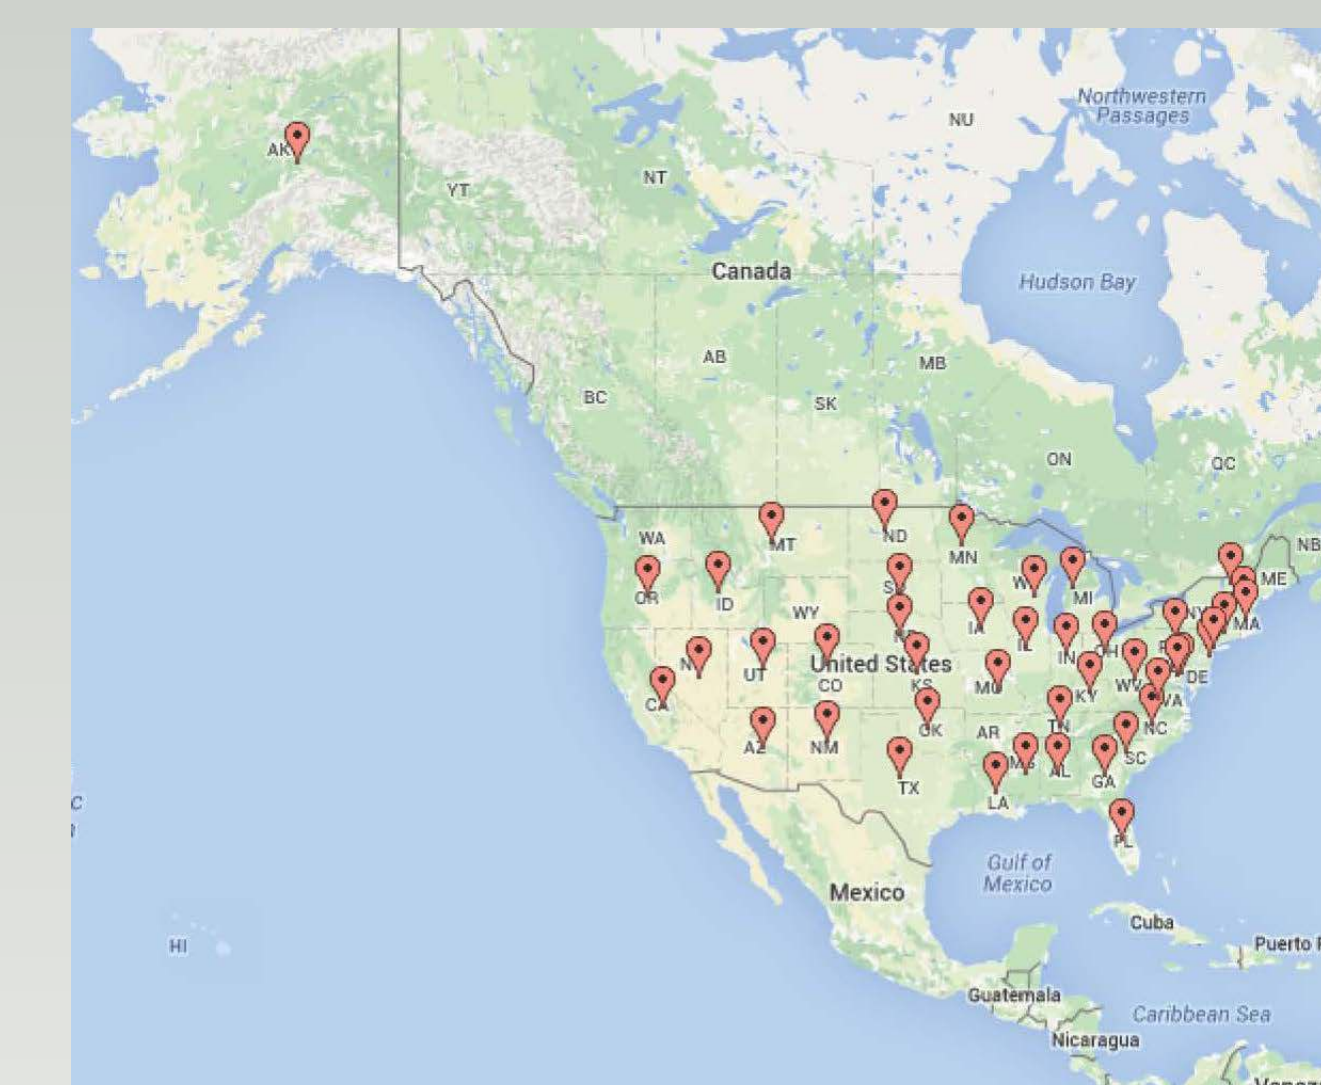 Northwestern
Passages
NU
AK
NT
YT
Canada
Hudson Bay
AB
MB
BC
SK
ON
QC
WA
MT
ND
MN
NB
ME
MI
OR
ID
WY
IA
IL
NY
MA
IN
OH
UT
United States
CO
KS
MO
KY
WV
VA
DE
CA
AZ
NM
OK
AR
TN
NC
SC
MS
AL
GA
TX
LA
FL
Gulf of
Mexico
Mexico
HI
Cuba
Puerto
Guatemala
Caribbean Sea
Nicaragua